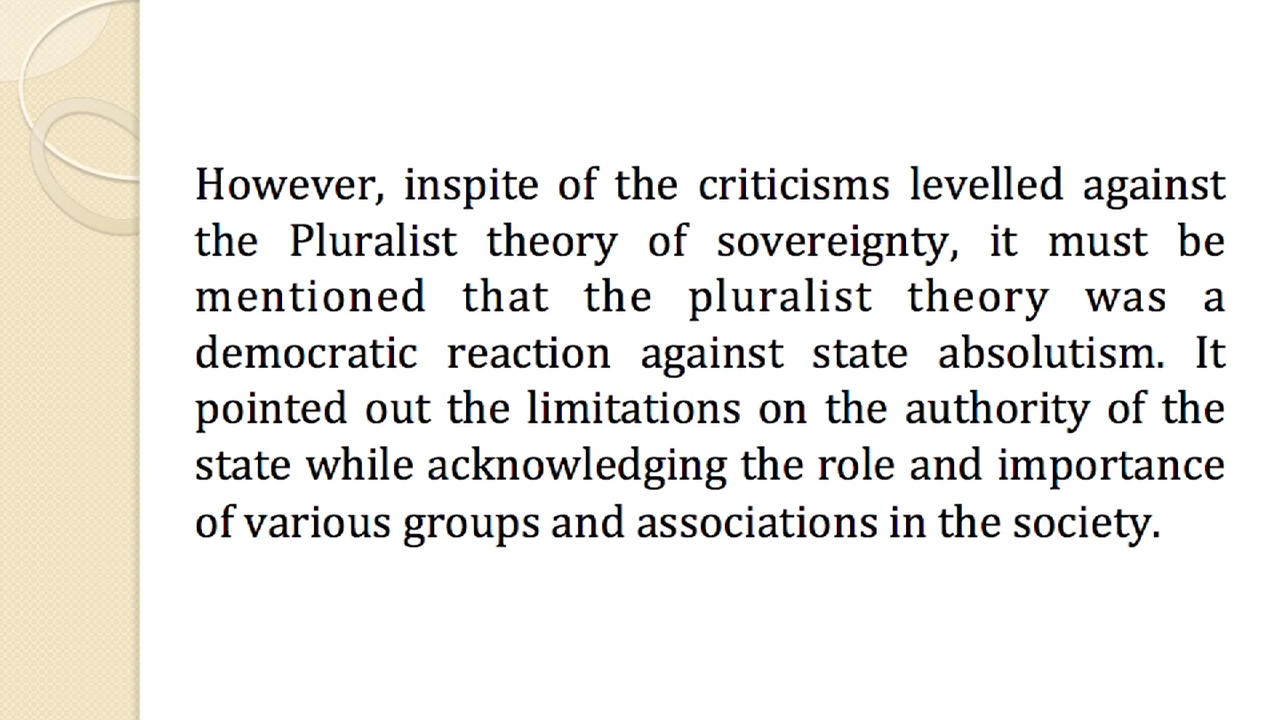 However, inspite of the criticisms levelled against
the Pluralist theory of sovereignty, it must be
mentioned that the pluralist theory was a
democratic reaction against state absolutism. It
pointed out the limitations on the authority of the
state while acknowledging the role and importance
of various groups and associations in the society.